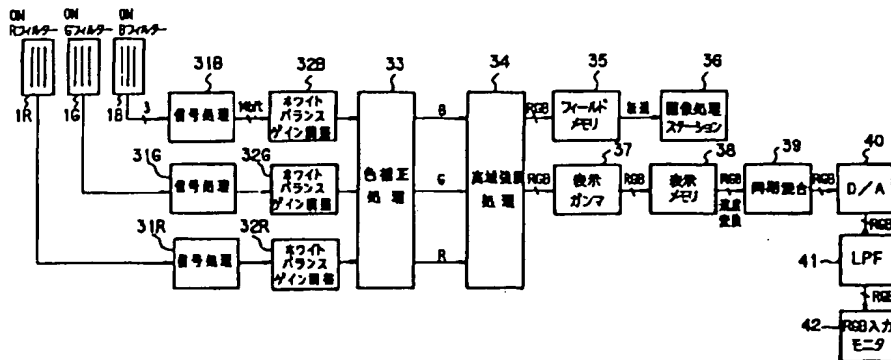 ON
Rフィルター
ON
Gフィルター
ON
Bフィルター
1R
1G
1B
3
31B
信号処理
14bit
32B
ホワイト
バランス
ゲイン調整
31G
信号処理
32G
ホワイト
バランス
ゲイン調整
31R
信号処理
32R
ホワイト
バランス
ゲイン調整
33
色補正
処理
B
G
R
34
高域強調
処理
RGB
35
フィールド
メモリ
転送
36
画像処理
ステーション
RGB
37
表示
ガンマ
RGB
38
表示
メモリ
RGB
速度
変換
39
同期混合
RGB
40
D/A
RGB
41
LPF
RGB
42
RGB入力
モニタ